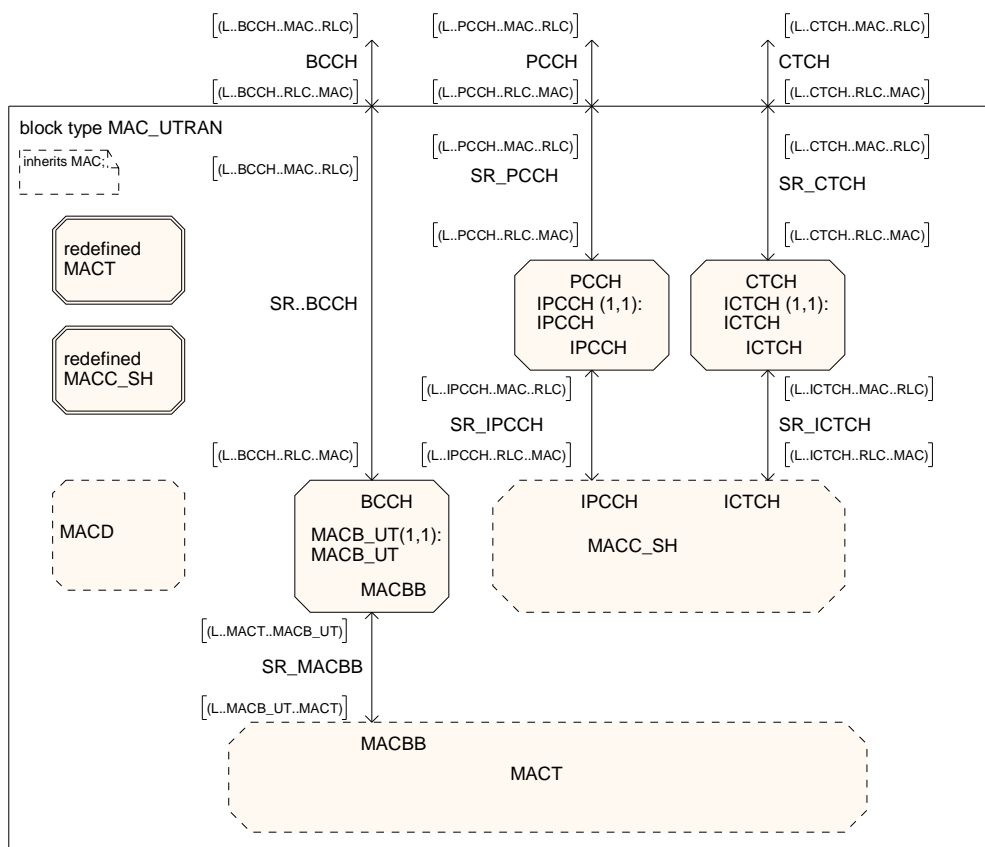 (L..BCCH..MAC..RLC)
(L..PCCH..MAC..RLC)
(L..CTCH..MAC..RLC)
BCCH
PCCH
CTCH
(L..BCCH..RLC..MAC)
(L..PCCH..RLC..MAC)
(L..CTCH..RLC..MAC)
block type MAC_UTRAN
inherits MAC;
(L..BCCH..MAC..RLC)
(L..PCCH..MAC..RLC)
(L..CTCH..MAC..RLC)
SR_PCCH
SR_CTCH
redefined
MACT
(L..PCCH..RLC..MAC)
(L..CTCH..RLC..MAC)
SR..BCCH
PCCH
IPCCH (1,1):
IPCCH
IPCCH
CTCH
ICTCH (1,1):
ICTCH
ICTCH
redefined
MACC_SH
(L..IPCCH..MAC..RLC)
(L..ICTCH..MAC..RLC)
SR_IPCCH
SR_ICTCH
(L..BCCH..RLC..MAC)
(L..IPCCH..RLC..MAC)
(L..ICTCH..RLC..MAC)
MACD
BCCH
MACB_UT(1,1):
MACB_UT
MACBB
IPCCH
ICTCH
MACC_SH
(L..MACT..MACB_UT)
SR_MACBB
(L..MACB_UT..MACT)
MACBB
MACT